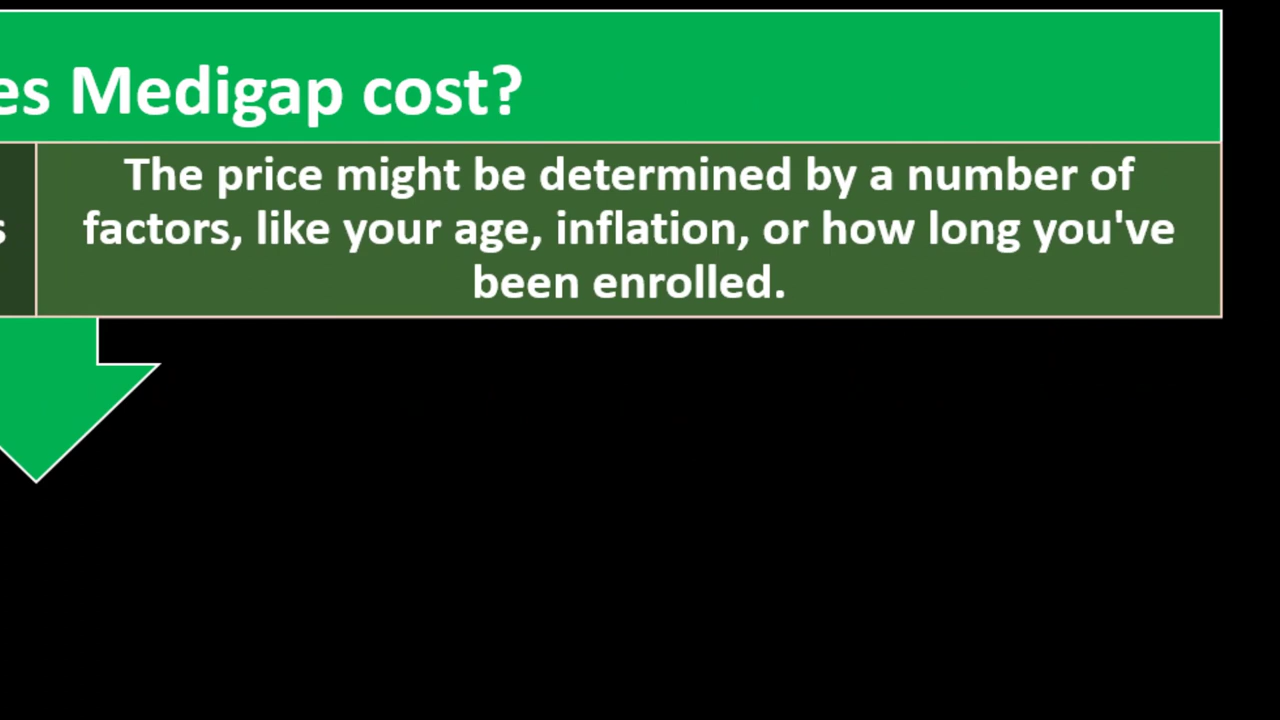 es Medigap cost?
The price might be determined by a number of
factors, like your age, inflation, or how long you've
been enrolled.
s